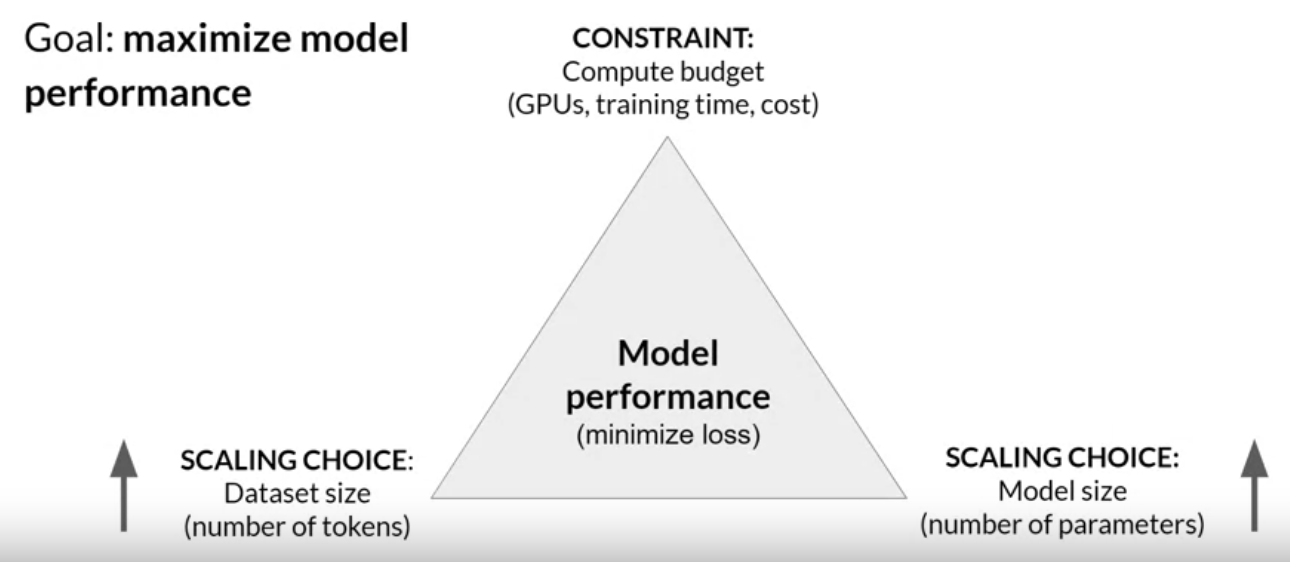 Goal: maximize model
performance
CONSTRAINT:
Compute budget
(GPUs, training time, cost)
Model
performance
(minimize loss)
SCALING CHOICE:
Dataset size
(number of tokens)
SCALING CHOICE:
Model size
(number of parameters)